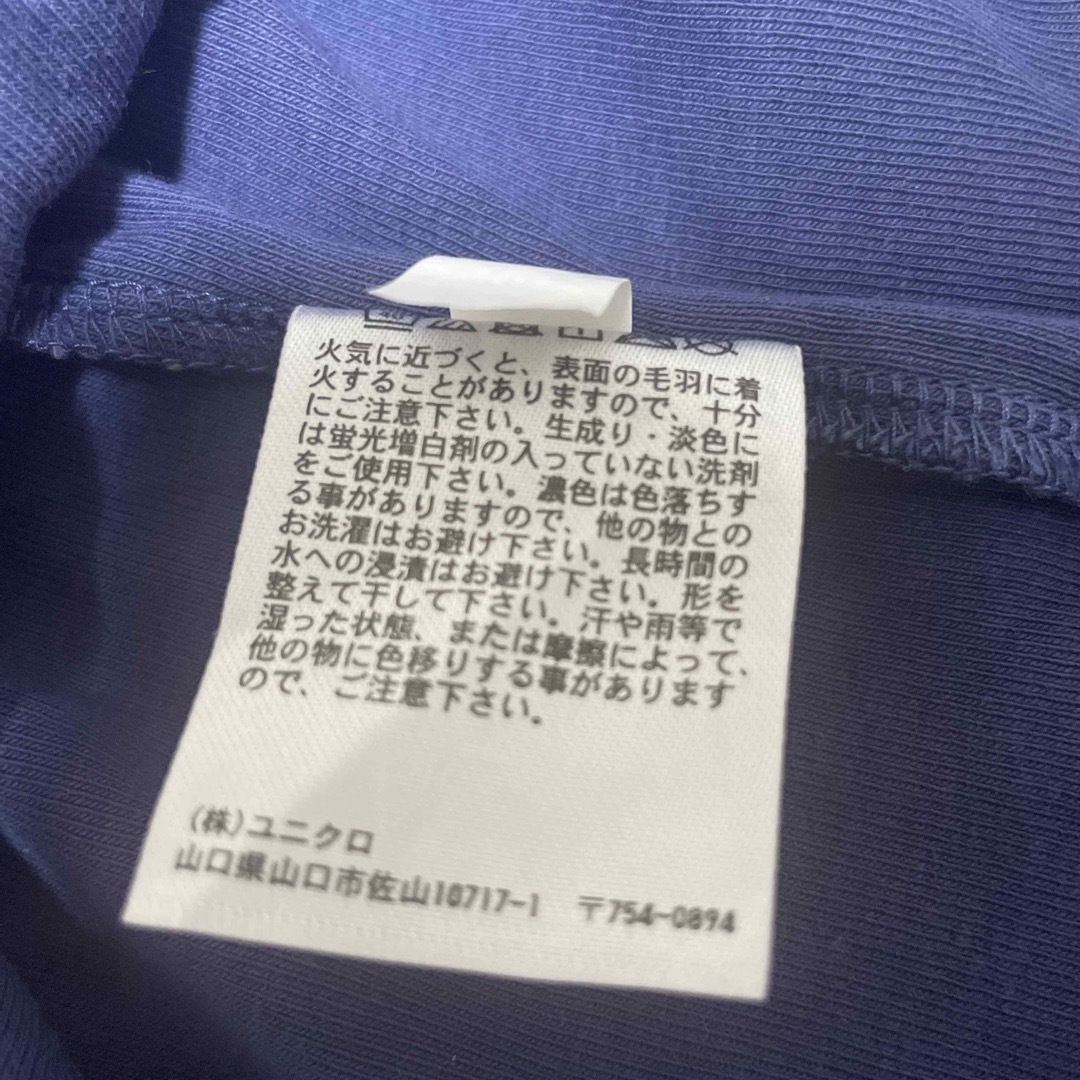 40
火気に近づくと、表面の毛羽に着
火することがありますので、十分
にご注意下さい。生成り・淡色に
は蛍光増白剤の入っていない洗剤
をご使用下さい。濃色は色落ちす
る事がありますので、他の物との
お洗濯はお避け下さい。長時間の
水への浸漬はお避け下さい。形を
整えて干して下さい。汗や雨等で
湿った状態、または摩擦によって、
他の物に色移りする事があります
ので、ご注意下さい。
(株)ユニクロ
山口県山口市佐山10717-1 〒754-0894